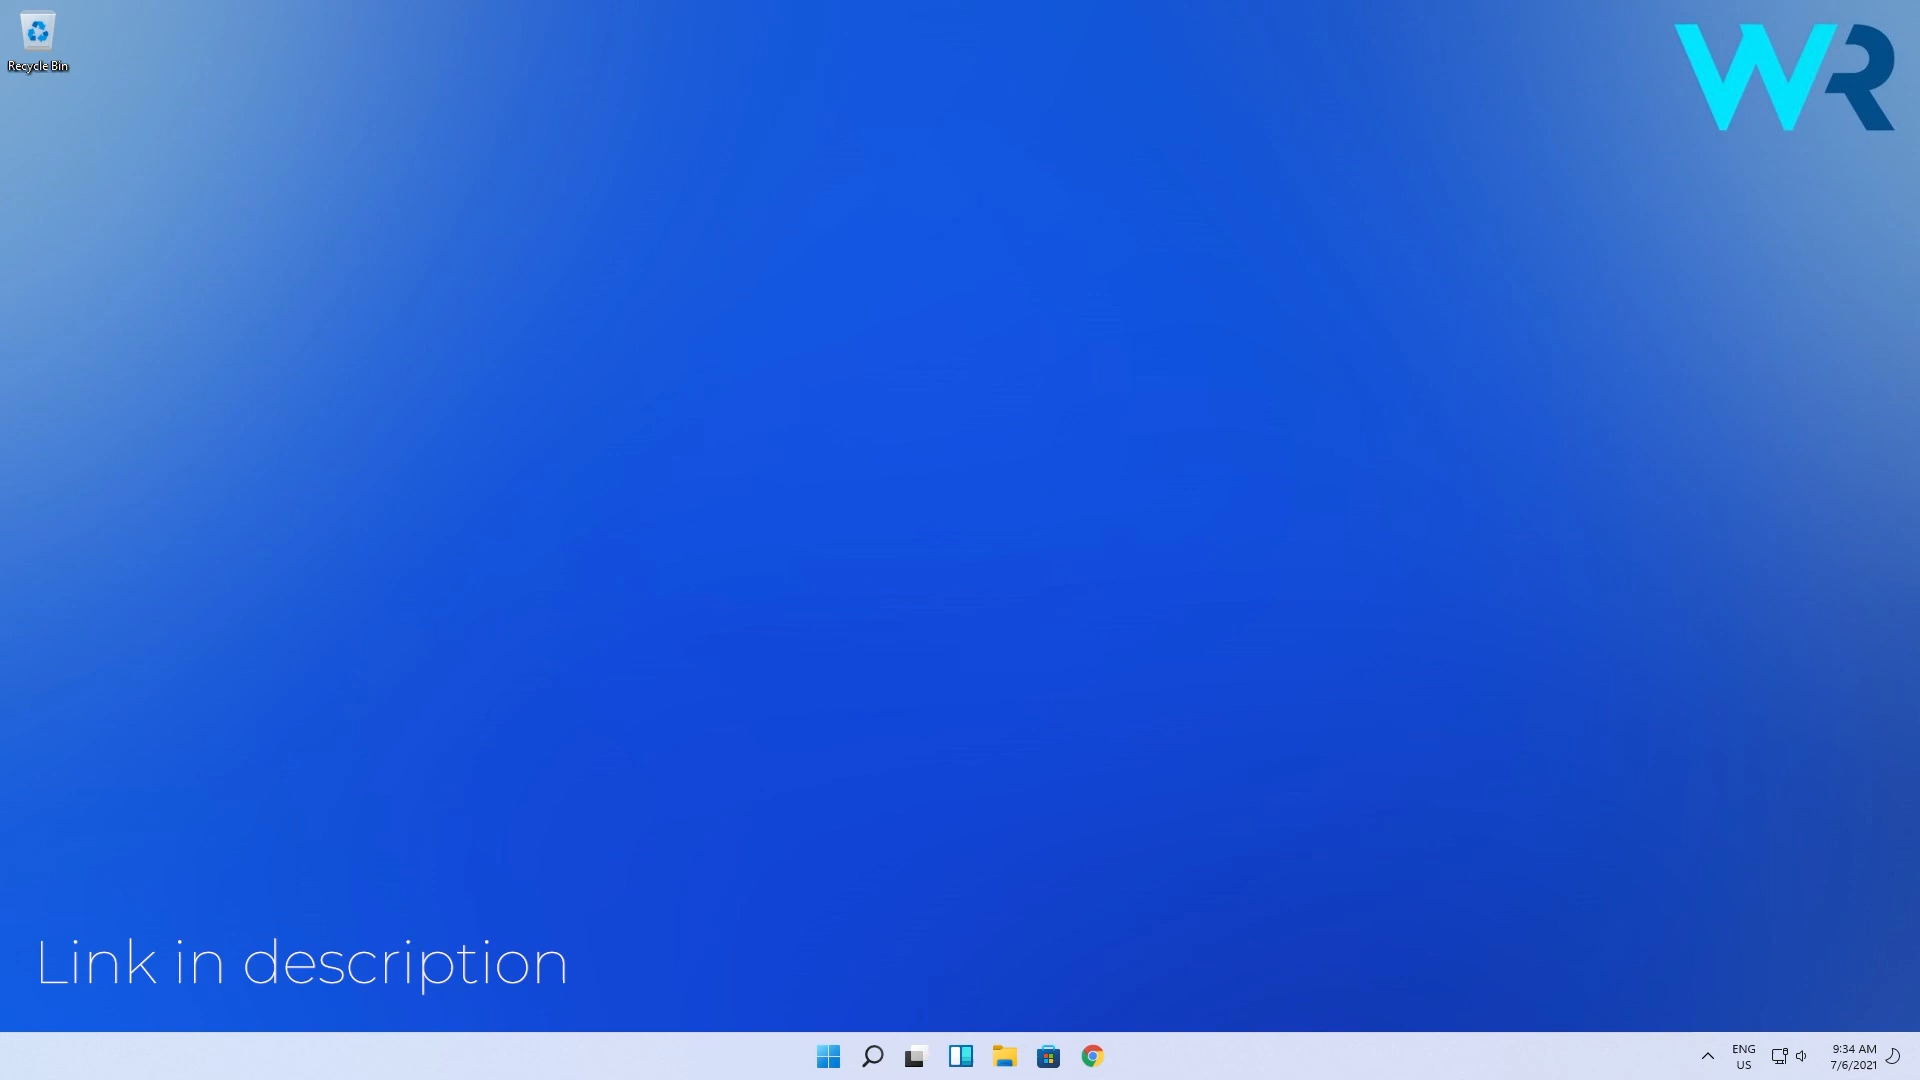 Recycle Bin
WR
Link in description
ENG
US
9:34 AM
7/6/2021